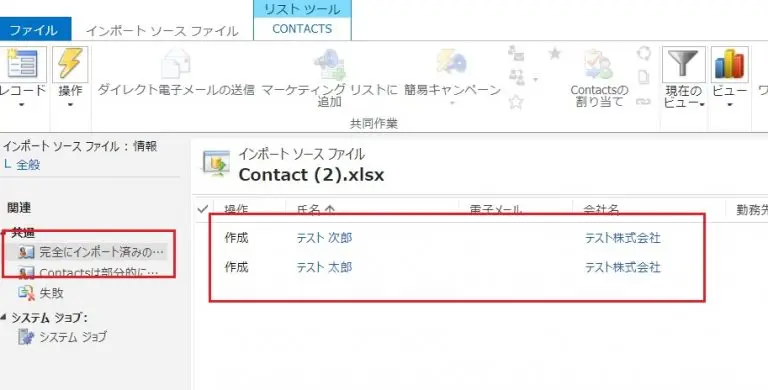 リスト ツール
ファイル インポート ソース ファイル CONTACTS
レコード 操作 ダイレクト電子メールの送信 マーケティング リストに追加 簡易キャンペーン Contactsの割り当て 現在のビュー ビュー
共同作業
インポート ソース ファイル : 情報
L 全般
関連
共通
完全にインポート済みの…
Contactsは部分的に…
失敗
システム ジョブ:
システム ジョブ
インポート ソース ファイル
Contact (2).xlsx
操作 氏名 ↑ 電子メール 会社名 勤務先
作成 テスト 次郎 テスト株式会社
作成 テスト 太郎 テスト株式会社